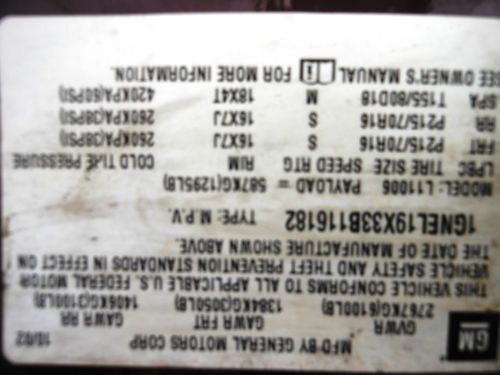 GM MFD BY GENERAL MOTORS CORP 10/02
GVWR GAWR FRT GAWR RR
2767KG(6100LB) 1384KG(3050LB) 1406KG(3100LB)
THIS VEHICLE CONFORMS TO ALL APPLICABLE U.S. FEDERAL MOTOR
VEHICLE SAFETY AND THEFT PREVENTION STANDARDS IN EFFECT ON
THE DATE OF MANUFACTURE SHOWN ABOVE.
1GNEL19X33B116182 TYPE: M.P.V.
MODEL: L11006 PAYLOAD = 587KG(1295LB)
LPBC TIRE SIZE SPEED RTG RIM COLD TIRE PRESSURE
FRT P215/70R16 S 16X7J 260KPA(38PSI)
RR P215/70R16 S 16X7J 260KPA(38PSI)
SPA T155/80D18 M 18X4T 420KPA(60PSI)
SEE OWNER'S MANUAL i FOR MORE INFORMATION.